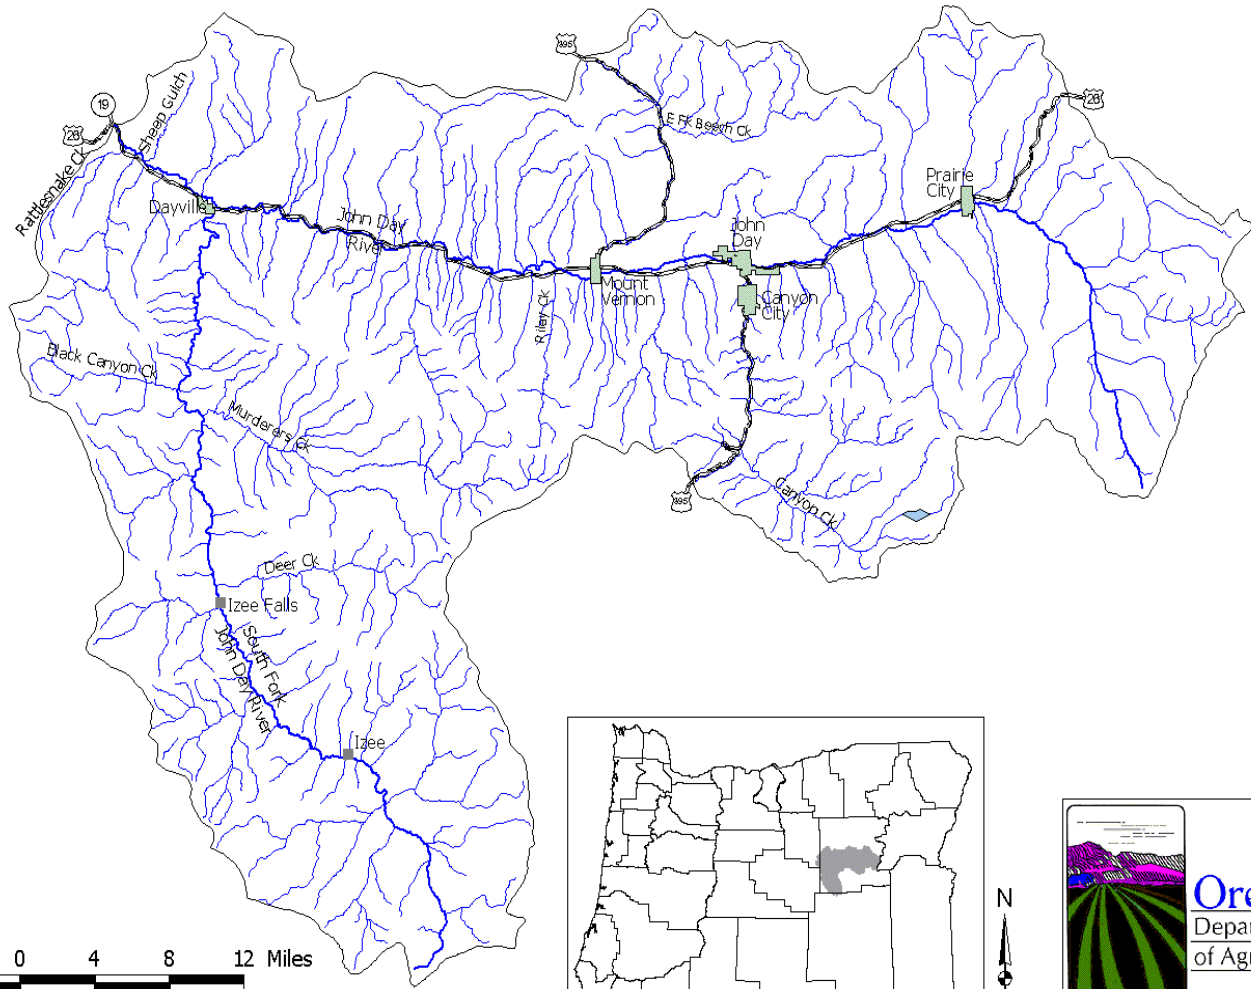 395
19
26
26
Sheep Gulch
Rattlesnake Ck
E FK Beech Ck
Prairie
City
Dayville
John Day
River
John
Day
Mount
Vernon
Canyon
City
Riley Ck
Black Canyon Ck
Murderers Ck
395
Canyon Ck
Deer Ck
Izee Falls
South Fork
John Day River
Izee
N
Ore
Depar
of Agr
0 4 8 12 Miles